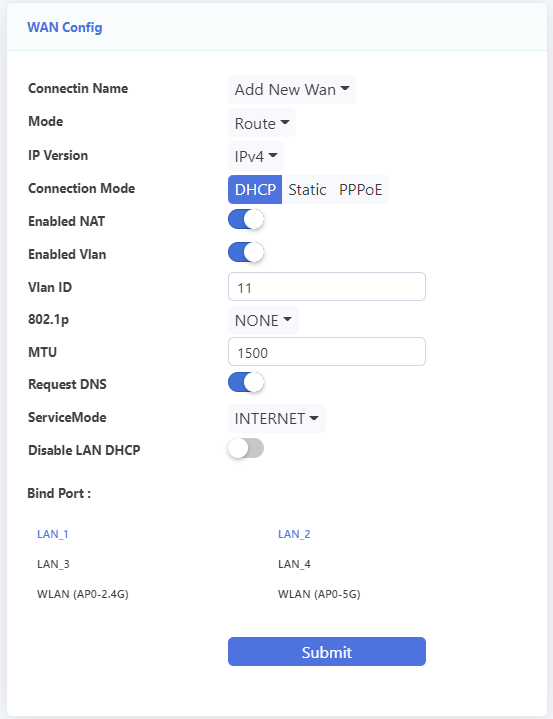 WAN Config
Connectin Name Add New Wan
Mode Route
IP Version IPv4
Connection Mode DHCP Static PPPoE
Enabled NAT
Enabled Vlan
Vlan ID 11
802.1p NONE
MTU 1500
Request DNS
ServiceMode INTERNET
Disable LAN DHCP
Bind Port :
LAN_1 LAN_2
LAN_3 LAN_4
WLAN (AP0-2.4G) WLAN (AP0-5G)
Submit